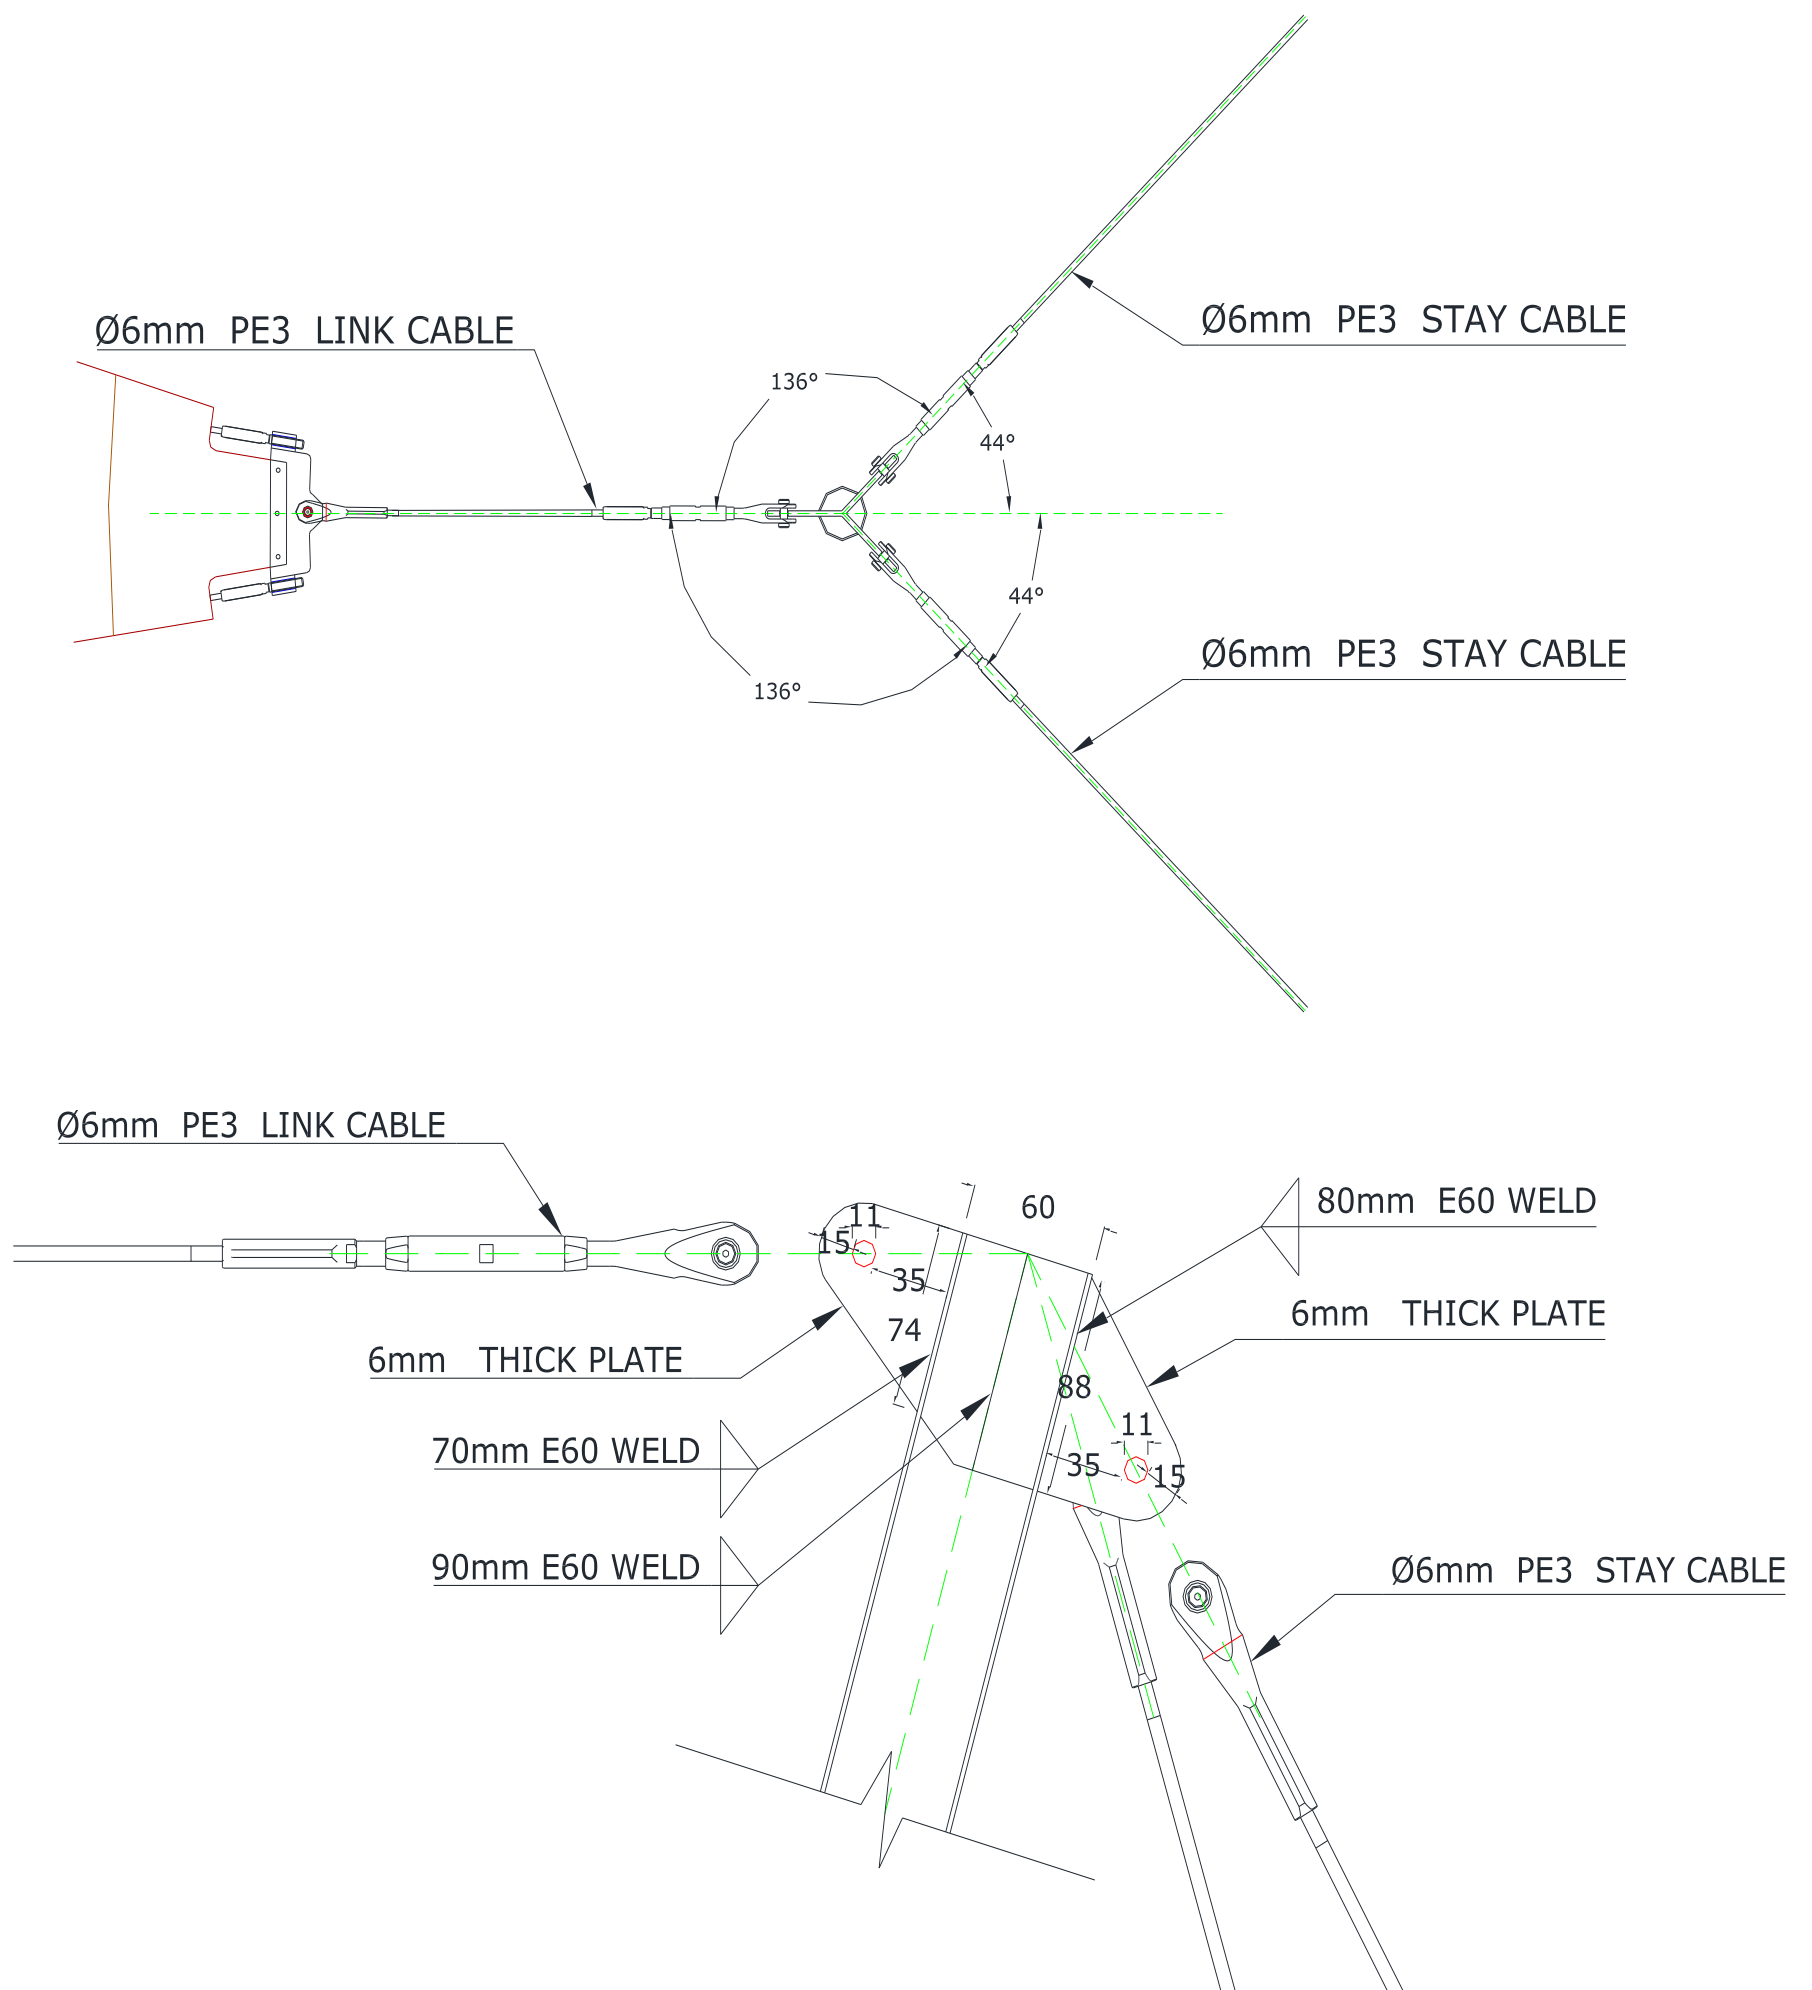 Ø6mm PE3 STAY CABLE
Ø6mm PE3 LINK CABLE
136°
44°
44°
Ø6mm PE3 STAY CABLE
136°
Ø6mm PE3 LINK CABLE
80mm E60 WELD
60
11
15
35
6mm THICK PLATE
74
6mm THICK PLATE
88
11
70mm E60 WELD
35
15
90mm E60 WELD
Ø6mm PE3 STAY CABLE